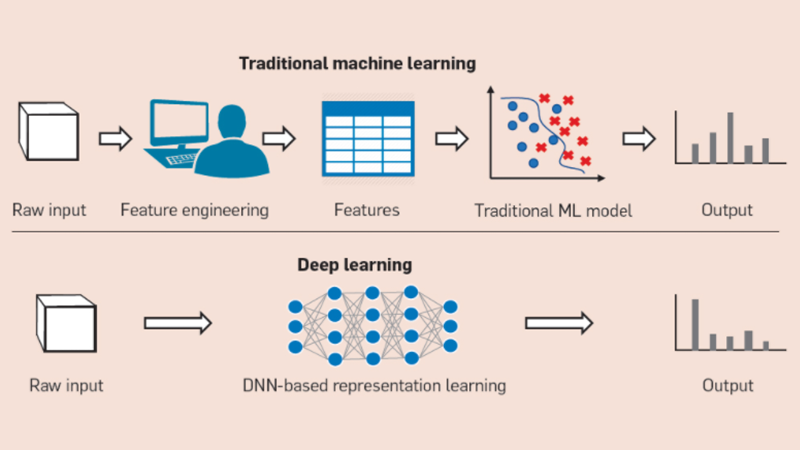 Traditional machine learning
Raw input
Feature engineering
Features
Traditional ML model
Output
Deep learning
Raw input
DNN-based representation learning
Output